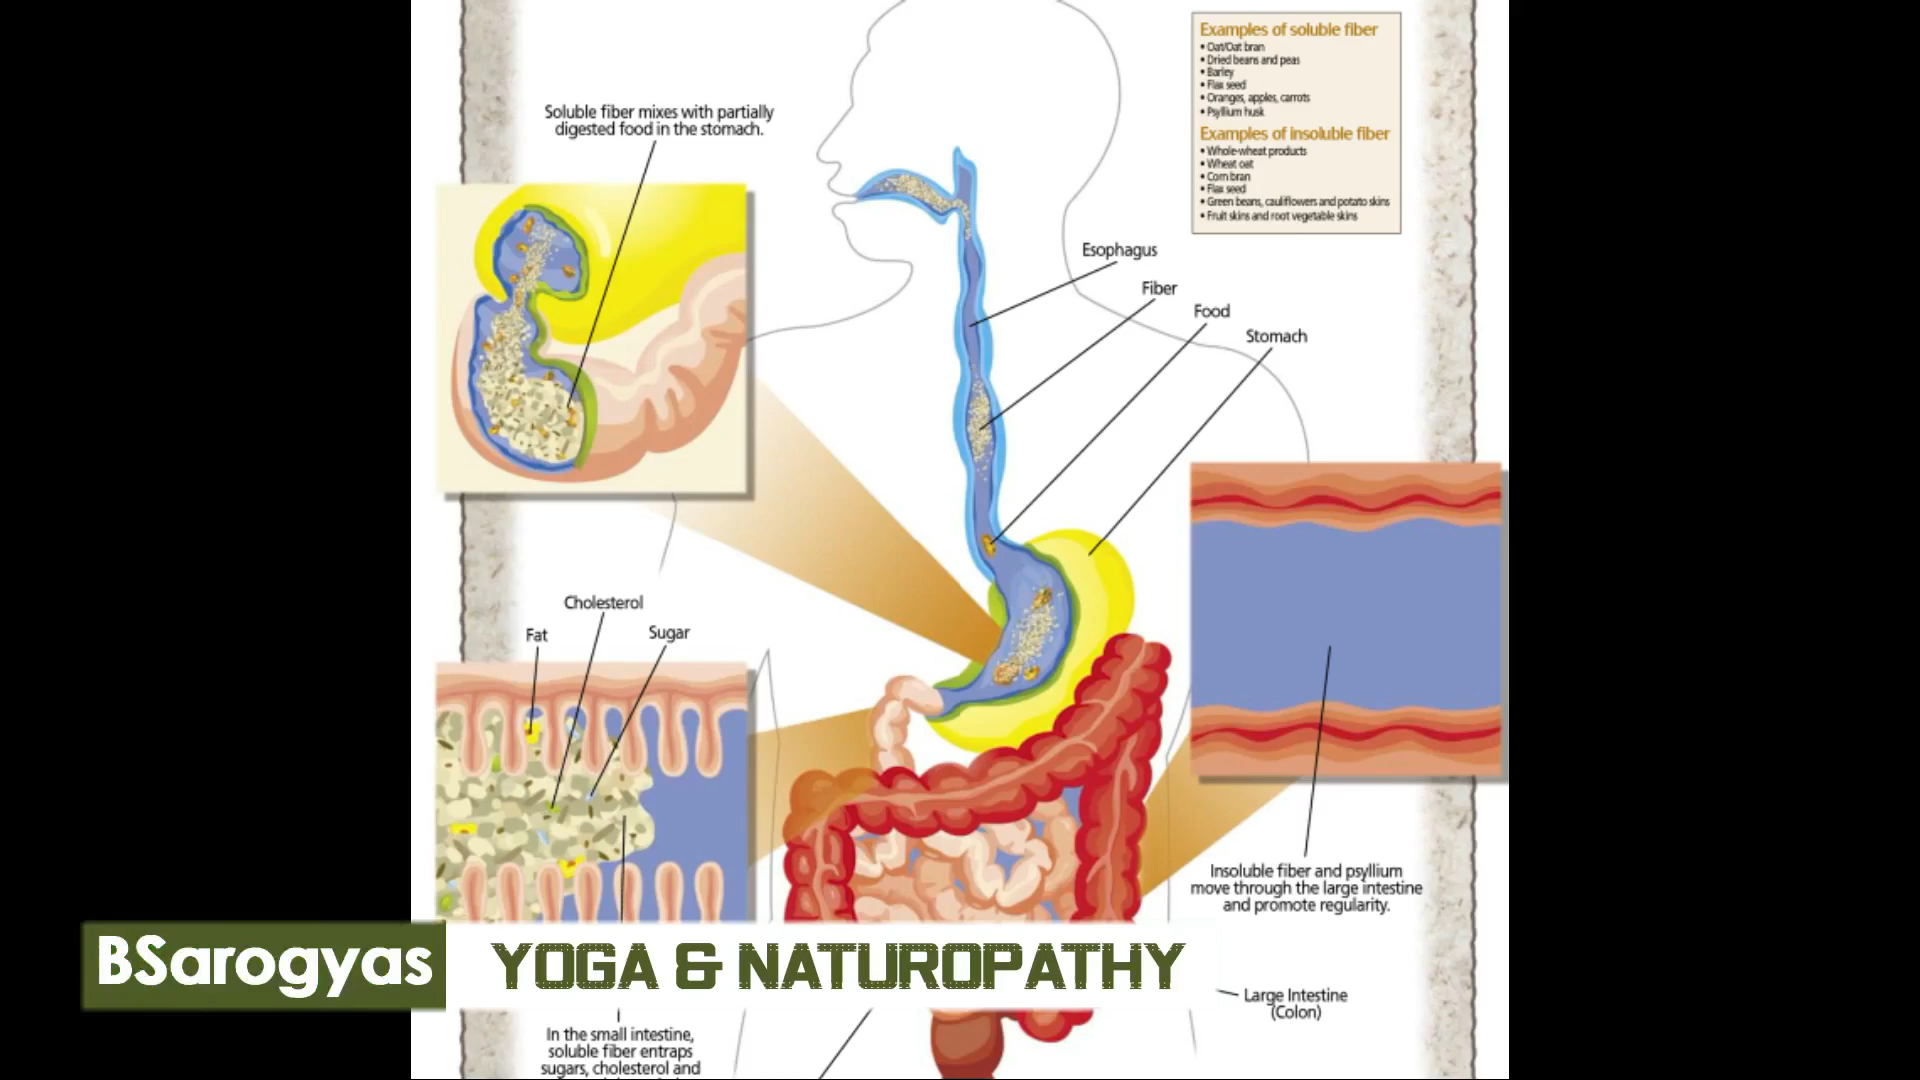 Examples of soluble fiber
• Oat/Oat bran
• Dried beans and peas
• Barley
• Flax seed
• Oranges, apples, carrots
• Psyllium husk
Examples of insoluble fiber
• Whole-wheat products
• Wheat oat
• Corn bran
• Flax seed
• Green beans, cauliflowers and potato skins
• Fruit skins and root vegetable skins
Soluble fiber mixes with partially
digested food in the stomach.
Esophagus
Fiber
Food
Stomach
Cholesterol
Fat
Sugar
Insoluble fiber and psyllium
move through the large intestine
and promote regularity.
BSarogyas
YOGA & NATUROPATHY
Large Intestine
(Colon)
In the small intestine,
soluble fiber entraps
sugars, cholesterol and